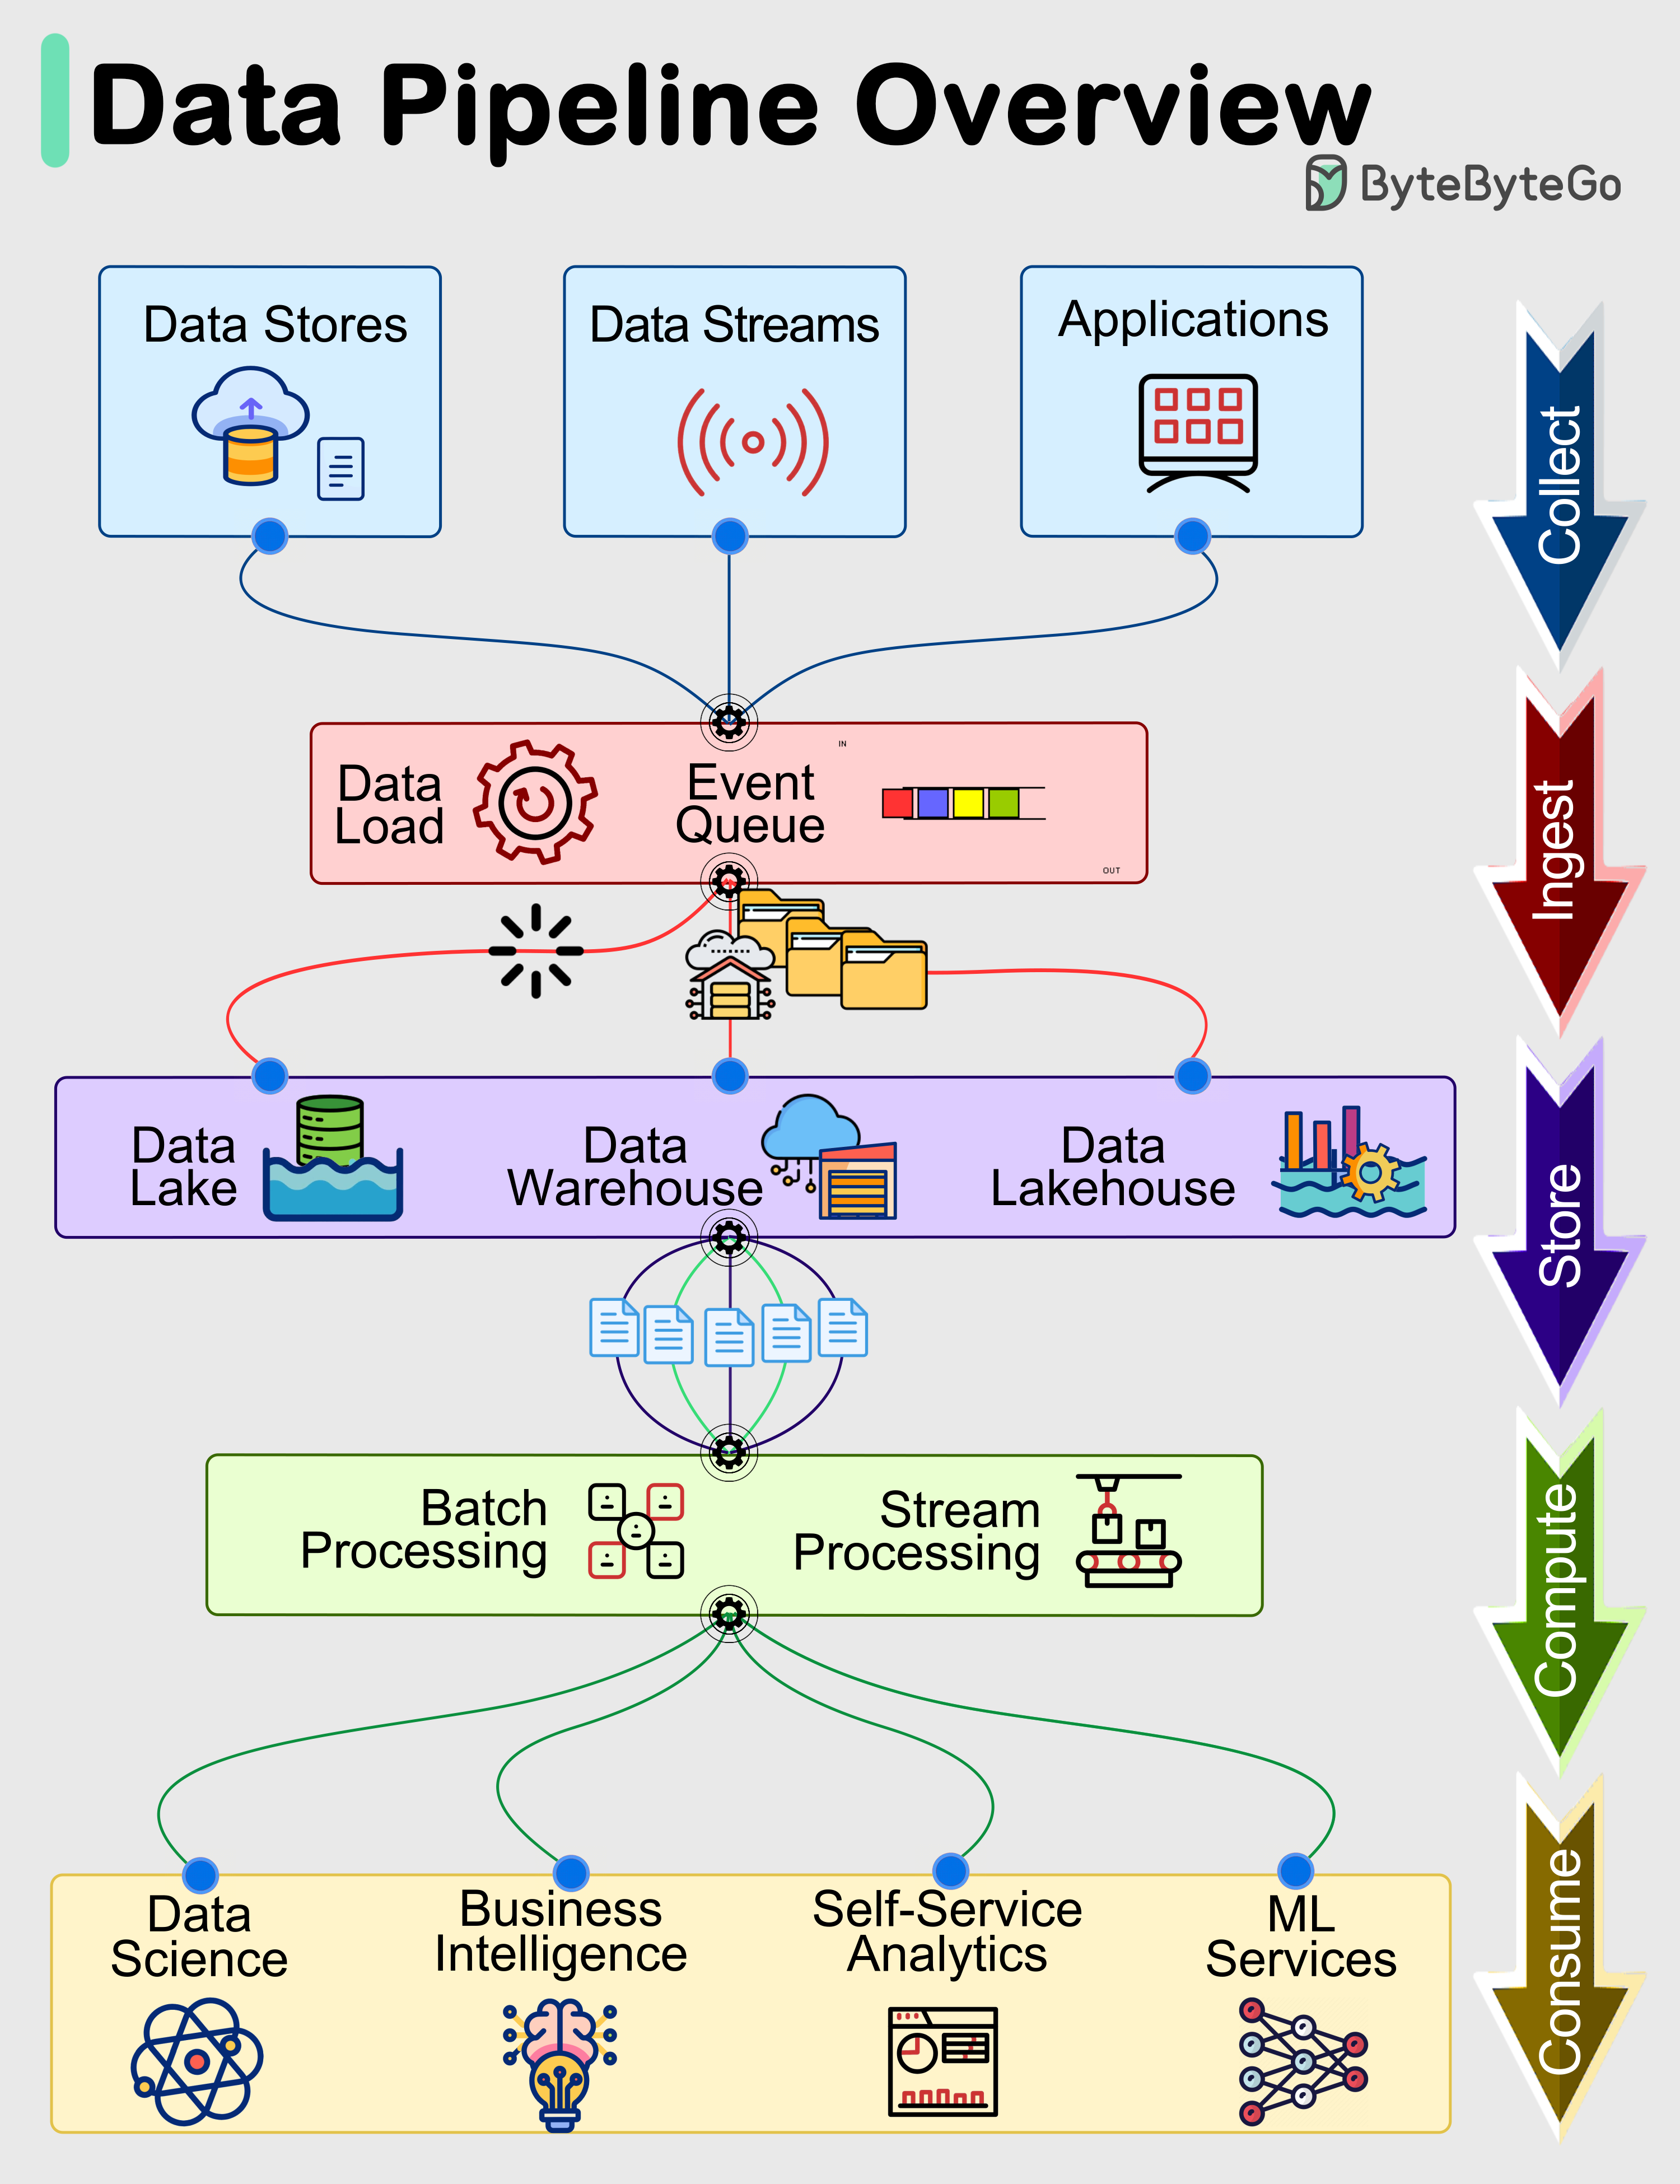 Data Pipeline Overview
ByteByteGo
Data Stores
Data Streams
Applications
Collect
Data
Load
Event
Queue
IN
OUT
Ingest
Data
Lake
Data
Warehouse
Data
Lakehouse
Store
Batch
Processing
Stream
Processing
Compute
Data
Science
Business
Intelligence
Self-Service
Analytics
ML
Services
Consume